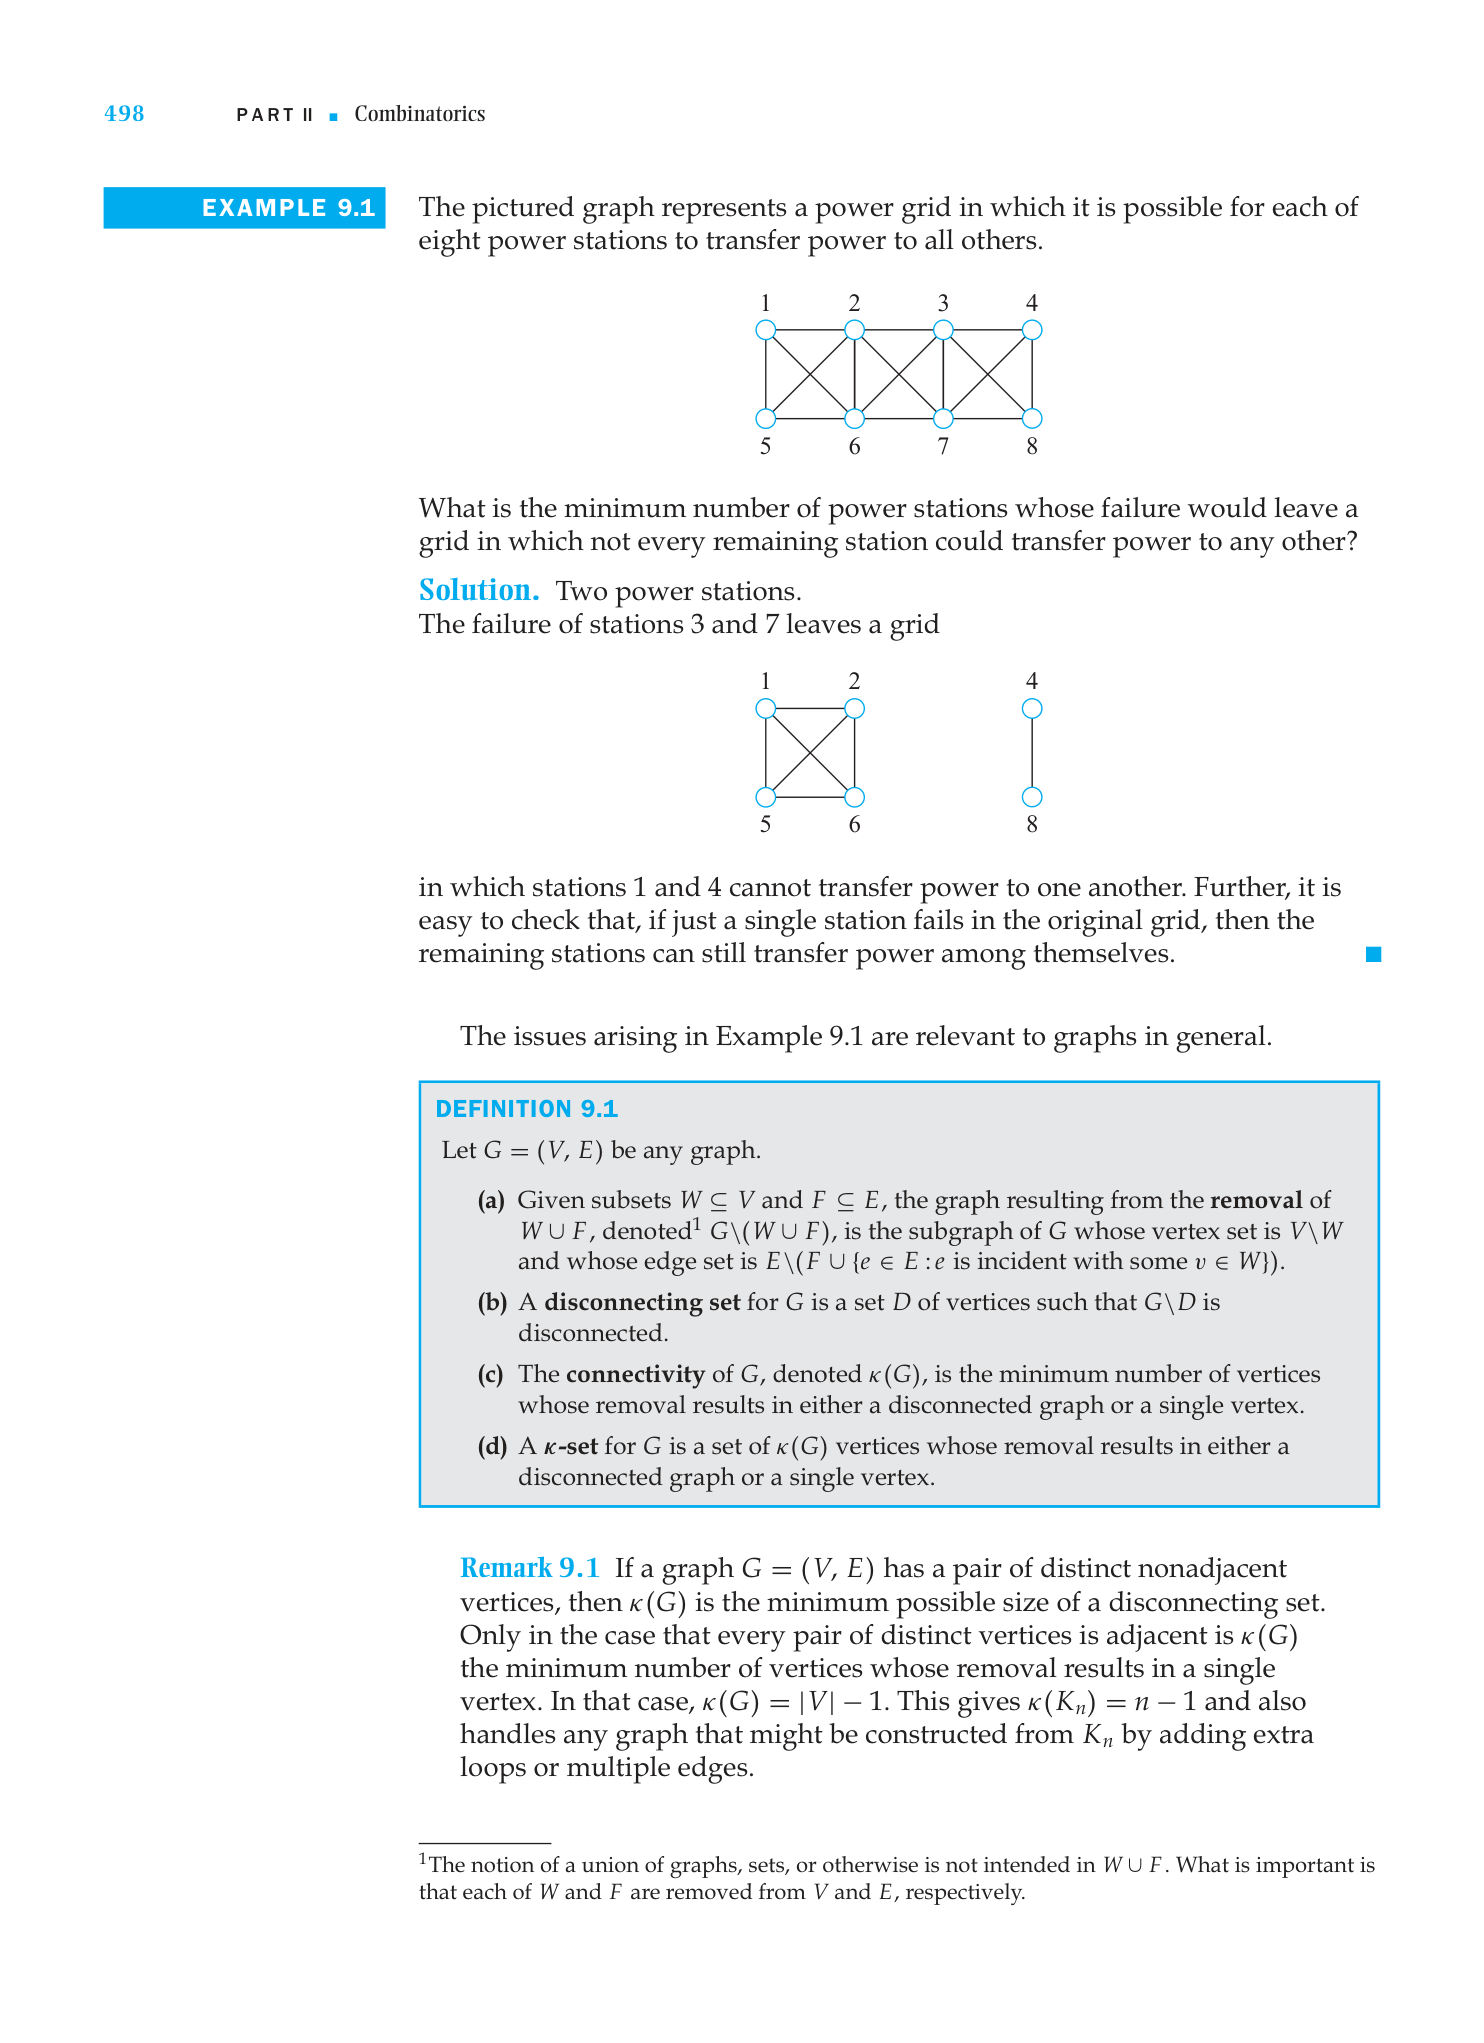 498 PART II ▪ Combinatorics
EXAMPLE 9.1 The pictured graph represents a power grid in which it is possible for each of
eight power stations to transfer power to all others.
1 2 3 4
5 6 7 8
What is the minimum number of power stations whose failure would leave a
grid in which not every remaining station could transfer power to any other?
Solution. Two power stations.
The failure of stations 3 and 7 leaves a grid
1 2 4
5 6 8
in which stations 1 and 4 cannot transfer power to one another. Further, it is
easy to check that, if just a single station fails in the original grid, then the
remaining stations can still transfer power among themselves. ■
The issues arising in Example 9.1 are relevant to graphs in general.
DEFINITION 9.1
Let G = (V, E) be any graph.
(a) Given subsets W ⊆ V and F ⊆ E, the graph resulting from the removal of
W ∪ F, denoted¹ G\(W ∪ F), is the subgraph of G whose vertex set is V\W
and whose edge set is E\(F ∪ {e ∈ E : e is incident with some v ∈ W}).
(b) A disconnecting set for G is a set D of vertices such that G\D is
disconnected.
(c) The connectivity of G, denoted κ(G), is the minimum number of vertices
whose removal results in either a disconnected graph or a single vertex.
(d) A κ-set for G is a set of κ(G) vertices whose removal results in either a
disconnected graph or a single vertex.
Remark 9.1 If a graph G = (V, E) has a pair of distinct nonadjacent
vertices, then κ(G) is the minimum possible size of a disconnecting set.
Only in the case that every pair of distinct vertices is adjacent is κ(G)
the minimum number of vertices whose removal results in a single
vertex. In that case, κ(G) = |V| − 1. This gives κ(Kₙ) = n − 1 and also
handles any graph that might be constructed from Kₙ by adding extra
loops or multiple edges.
¹The notion of a union of graphs, sets, or otherwise is not intended in W ∪ F. What is important is
that each of W and F are removed from V and E, respectively.